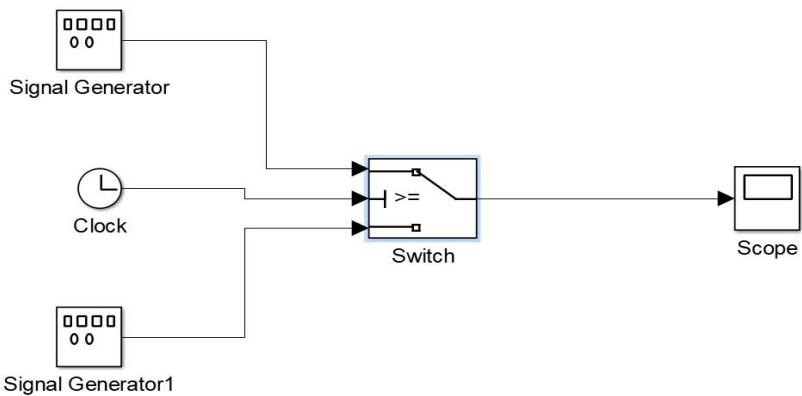 Signal Generator
Clock
>=
Switch
Scope
Signal Generator1